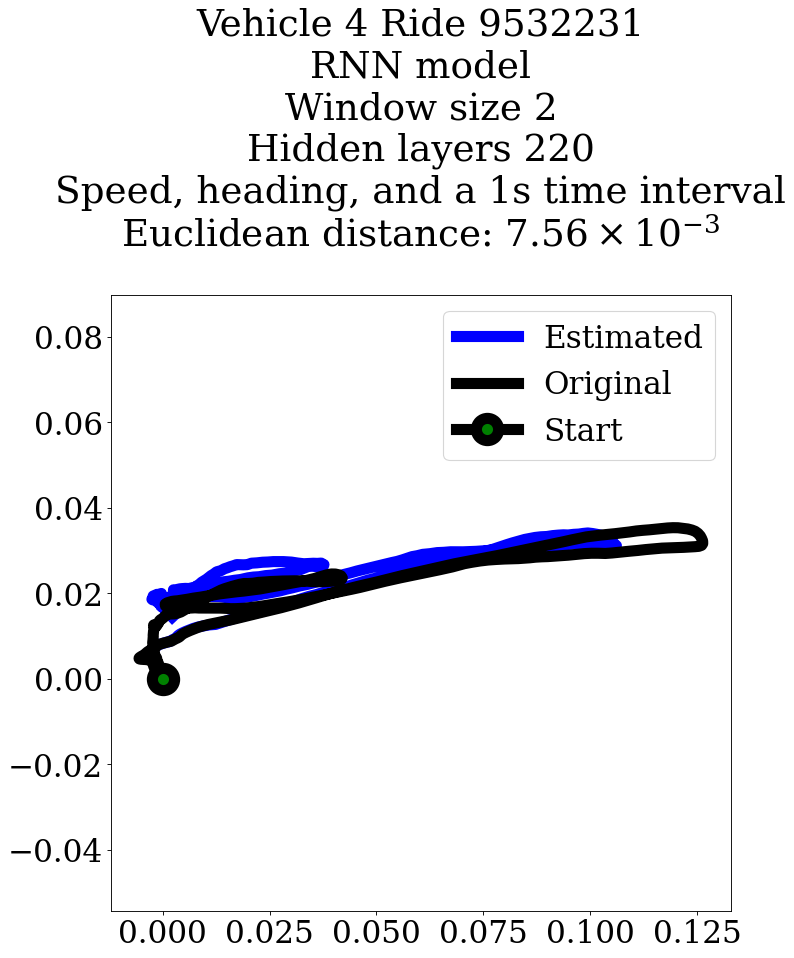 Vehicle 4 Ride 9532231
RNN model
Window size 2
Hidden layers 220
Speed, heading, and a 1s time interval
Euclidean distance: 7.56 × 10⁻³
Estimated
Original
Start
0.08
0.06
0.04
0.02
0.00
−0.02
−0.04
0.000 0.025 0.050 0.075 0.100 0.125